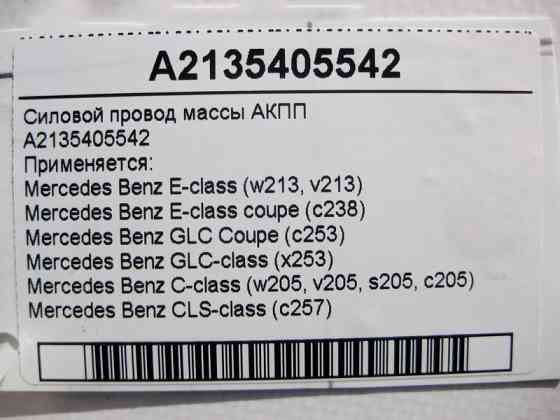 A2135405542
Силовой провод массы АКПП
A2135405542
Применяется:
Mercedes Benz E-class (w213, v213)
Mercedes Benz E-class coupe (c238)
Mercedes Benz GLC Coupe (c253)
Mercedes Benz GLC-class (x253)
Mercedes Benz C-class (w205, v205, s205, c205)
Mercedes Benz CLS-class (c257)